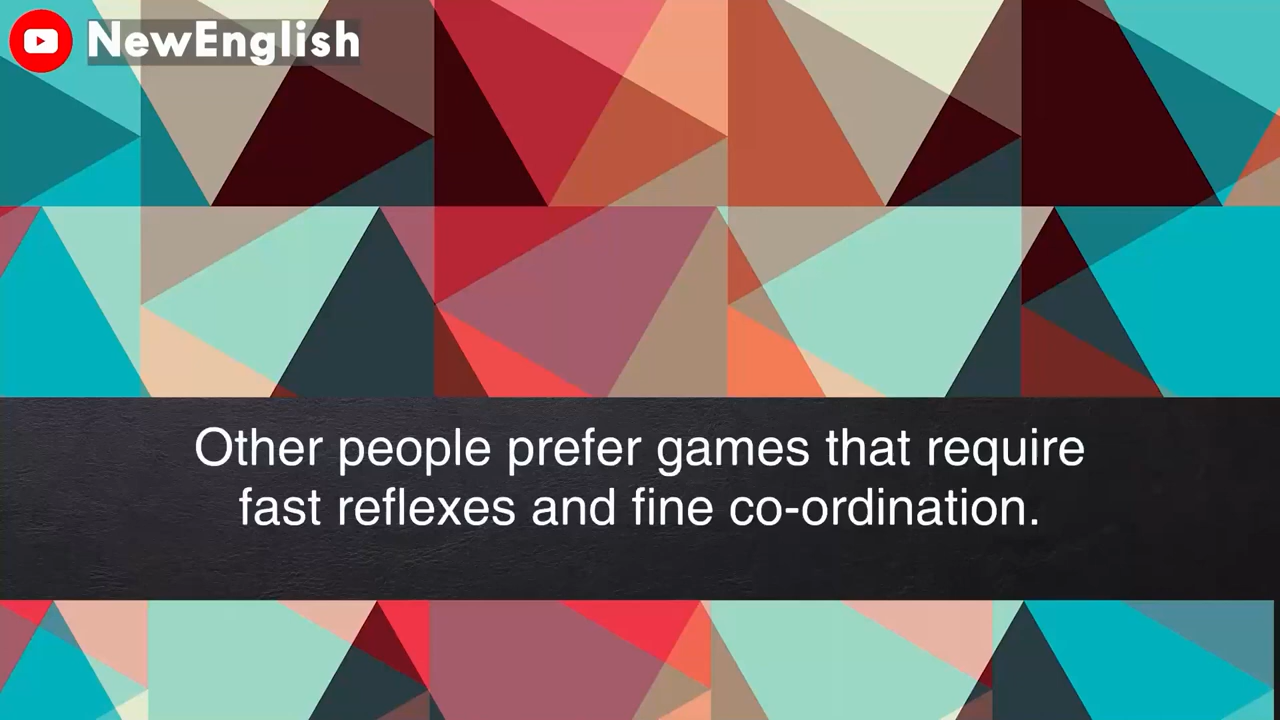 NewEnglish
Other people prefer games that require
fast reflexes and fine co-ordination.